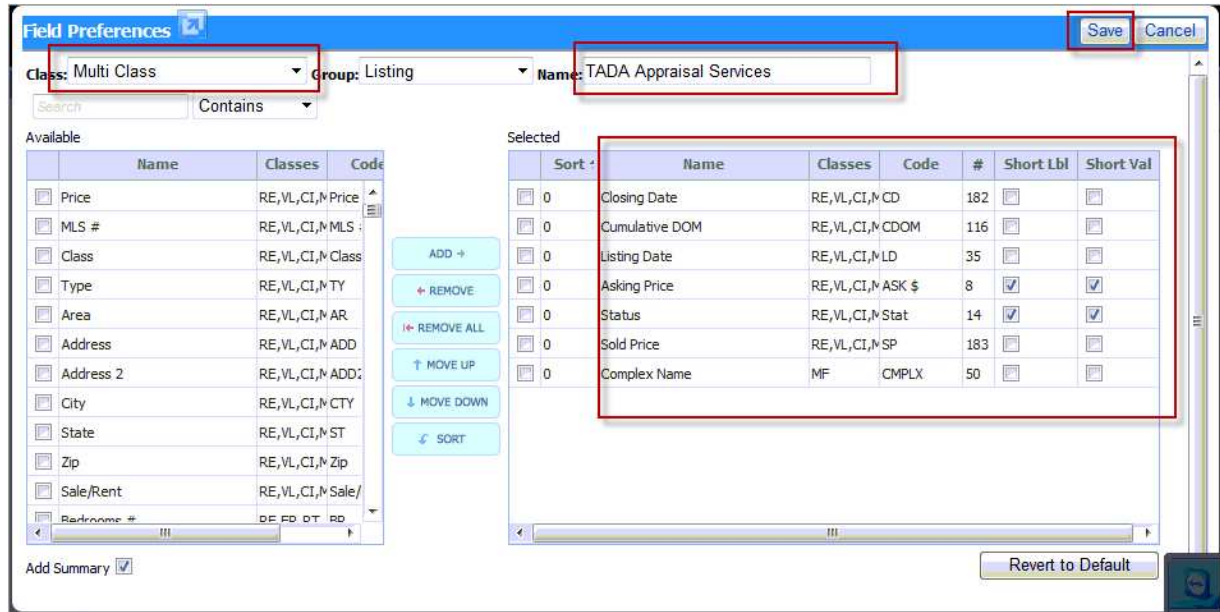 Field Preferences
Save Cancel
Class: Multi Class Group: Listing Name: TADA Appraisal Services
Search Contains
Available
Selected
Name Classes Code
Sort Name Classes Code # Short Lbl Short Val
Price RE,VL,CI,M Price
MLS # RE,VL,CI,M MLS
Class RE,VL,CI,M Class
Type RE,VL,CI,M TY
Area RE,VL,CI,M AR
Address RE,VL,CI,M ADD
Address 2 RE,VL,CI,M ADD2
City RE,VL,CI,M CTY
State RE,VL,CI,M ST
Zip RE,VL,CI,M Zip
Sale/Rent RE,VL,CI,M Sale/
Bedrooms #
ADD →
← REMOVE
REMOVE ALL
↑ MOVE UP
↓ MOVE DOWN
SORT
0 Closing Date RE,VL,CI,M CD 182
0 Cumulative DOM RE,VL,CI,M CDOM 116
0 Listing Date RE,VL,CI,M LD 35
0 Asking Price RE,VL,CI,M ASK $ 8
0 Status RE,VL,CI,M Stat 14
0 Sold Price RE,VL,CI,M SP 183
0 Complex Name MF CMPLX 50
Add Summary
Revert to Default